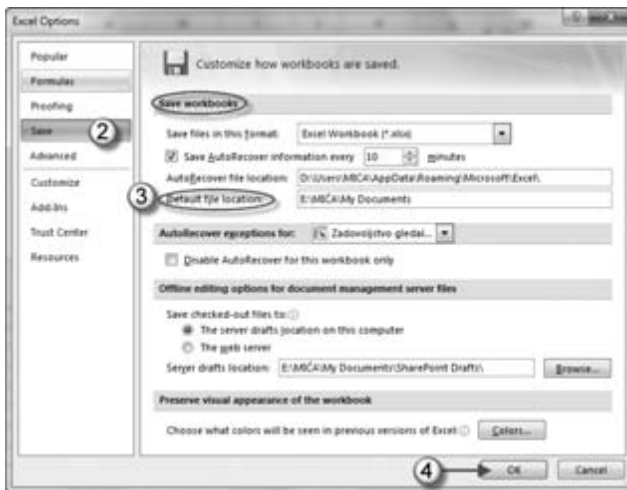 Excel Options
Popular
Formulas
Proofing
Save
2
Advanced
Customize
Add-Ins
Trust Center
Resources
Customize how workbooks are saved.
Save workbooks
Save files in this format: Excel Workbook (*.xlsx)
Save AutoRecover information every 10 minutes
AutoRecover file location: D:\Users\MIĆA\AppData\Roaming\Microsoft\Excel\
3 Default file location: E:\MIĆA\My Documents
AutoRecover exceptions for: Zadovoljstvo gledal...
Disable AutoRecover for this workbook only
Offline editing options for document management server files
Save checked-out files to:
The server drafts location on this computer
The web server
Server drafts location: E:\MIĆA\My Documents\SharePoint Drafts\ Browse...
Preserve visual appearance of the workbook
Choose what colors will be seen in previous versions of Excel: Colors...
4 OK Cancel